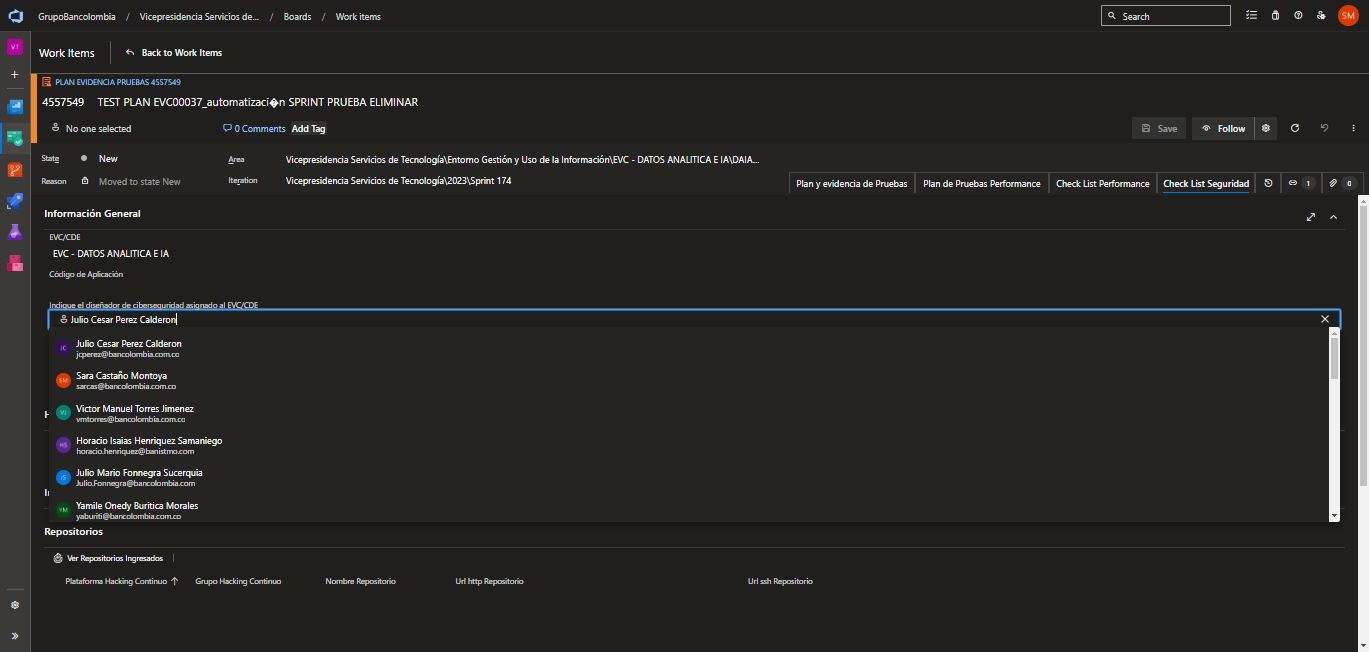 GrupoBancolombia / Vicepresidencia Servicios de... / Boards / Work items
Search
SM
VT
Work Items
Back to Work Items
PLAN EVIDENCIA PRUEBAS 4557549
4557549 TEST PLAN EVC00037_automatizaci�n SPRINT PRUEBA ELIMINAR
No one selected
0 Comments
Add Tag
Save
Follow
State
New
Area
Vicepresidencia Servicios de Tecnología\Entorno Gestión y Uso de la Información\EVC - DATOS ANALITICA E IA\DAIA...
Reason
Moved to state New
Iteration
Vicepresidencia Servicios de Tecnología\2023\Sprint 174
Plan y evidencia de Pruebas
Plan de Pruebas Performance
Check List Performance
Check List Seguridad
1
0
Información General
EVC/CDE
EVC - DATOS ANALITICA E IA
Código de Aplicación
Indique el diseñador de ciberseguridad asignado al EVC/CDE
Julio Cesar Perez Calderon
JC
Julio Cesar Perez Calderon
jcperez@bancolombia.com.co
SM
Sara Castaño Montoya
sarcas@bancolombia.com.co
VJ
Victor Manuel Torres Jimenez
vmtorres@bancolombia.com.co
HS
Horacio Isaias Henriquez Samaniego
horacio.henriquez@banistmo.com
JS
Julio Mario Fonnegra Sucerquia
Julio.Fonnegra@bancolombia.com
YM
Yamile Onedy Buritica Morales
yaburiti@bancolombia.com.co
Repositorios
Ver Repositorios Ingresados
Plataforma Hacking Continuo
Grupo Hacking Continuo
Nombre Repositorio
Url http Repositorio
Url ssh Repositorio